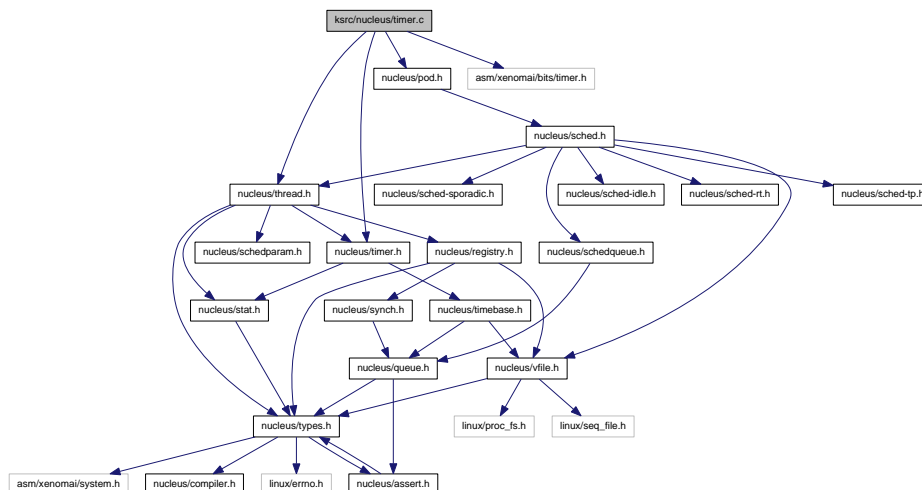 ksrc/nucleus/timer.c
nucleus/pod.h
asm/xenomai/bits/timer.h
nucleus/sched.h
nucleus/thread.h
nucleus/sched-sporadic.h
nucleus/sched-idle.h
nucleus/sched-rt.h
nucleus/sched-tp.h
nucleus/schedparam.h
nucleus/timer.h
nucleus/registry.h
nucleus/schedqueue.h
nucleus/stat.h
nucleus/synch.h
nucleus/timebase.h
nucleus/queue.h
nucleus/vfile.h
nucleus/types.h
linux/proc_fs.h
linux/seq_file.h
asm/xenomai/system.h
nucleus/compiler.h
linux/errno.h
nucleus/assert.h